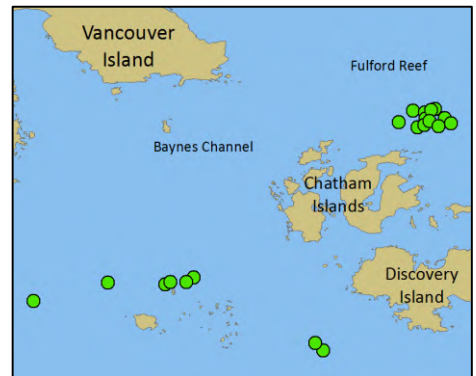 Vancouver
Island
Fulford Reef
Baynes Channel
Chatham
Islands
Discovery
Island